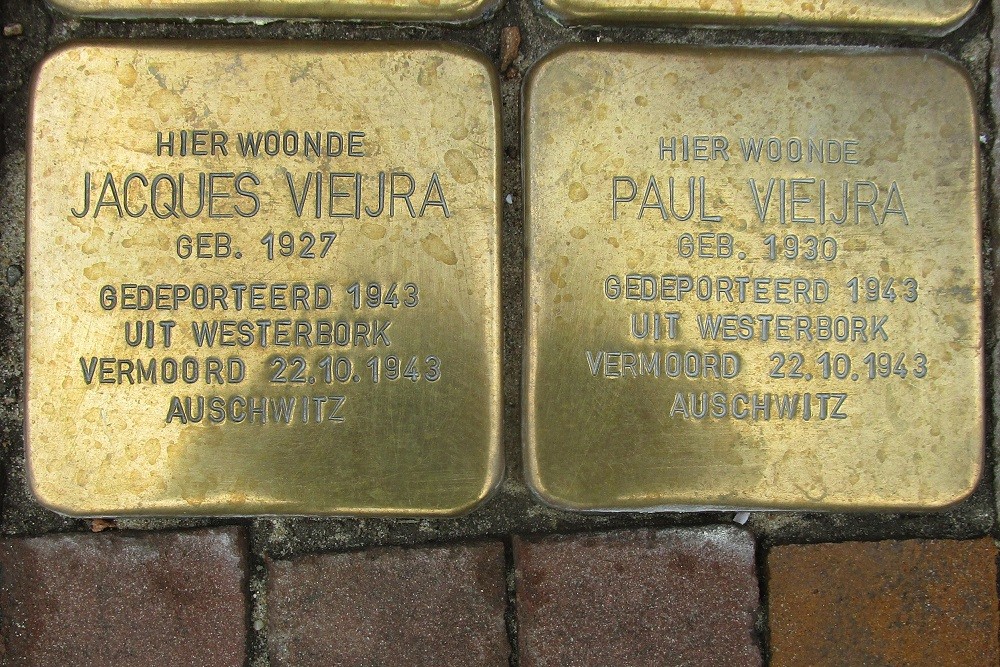 HIER WOONDE
JACQUES VIEIJRA
GEB. 1927
GEDEPORTEERD 1943
UIT WESTERBORK
VERMOORD 22.10.1943
AUSCHWITZ
HIER WOONDE
PAUL VIEIJRA
GEB. 1930
GEDEPORTEERD 1943
UIT WESTERBORK
VERMOORD 22.10.1943
AUSCHWITZ